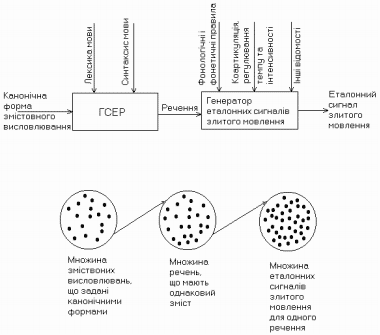 Лексика мови
Синтаксис мови
Фонологічні і
фонетичні правила
Коартикуляція,
регулювання
темпу та
інтенсивності
Інші відомості
Канонічна
форма
змістовного
висловлювання
ГСЕР
Речення
Генератор
еталонних сигналів
злитого мовлення
Еталонний
сигнал
злитого
мовлення
Множина
змістовних
висловлювань,
що задані
канонічними
формами
Множина
речень,
що мають
однаковий
зміст
Множина
еталонних
сигналів
злитого
мовлення
для одного
речення